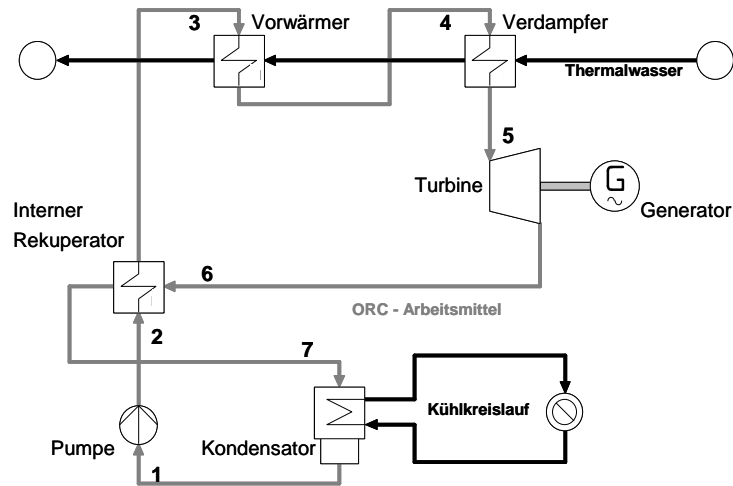 3
Vorwärmer
4
Verdampfer
Thermalwasser
5
Turbine
G
Generator
Interner
Rekuperator
6
ORC - Arbeitsmittel
2
7
Kühlkreislauf
Pumpe
Kondensator
1